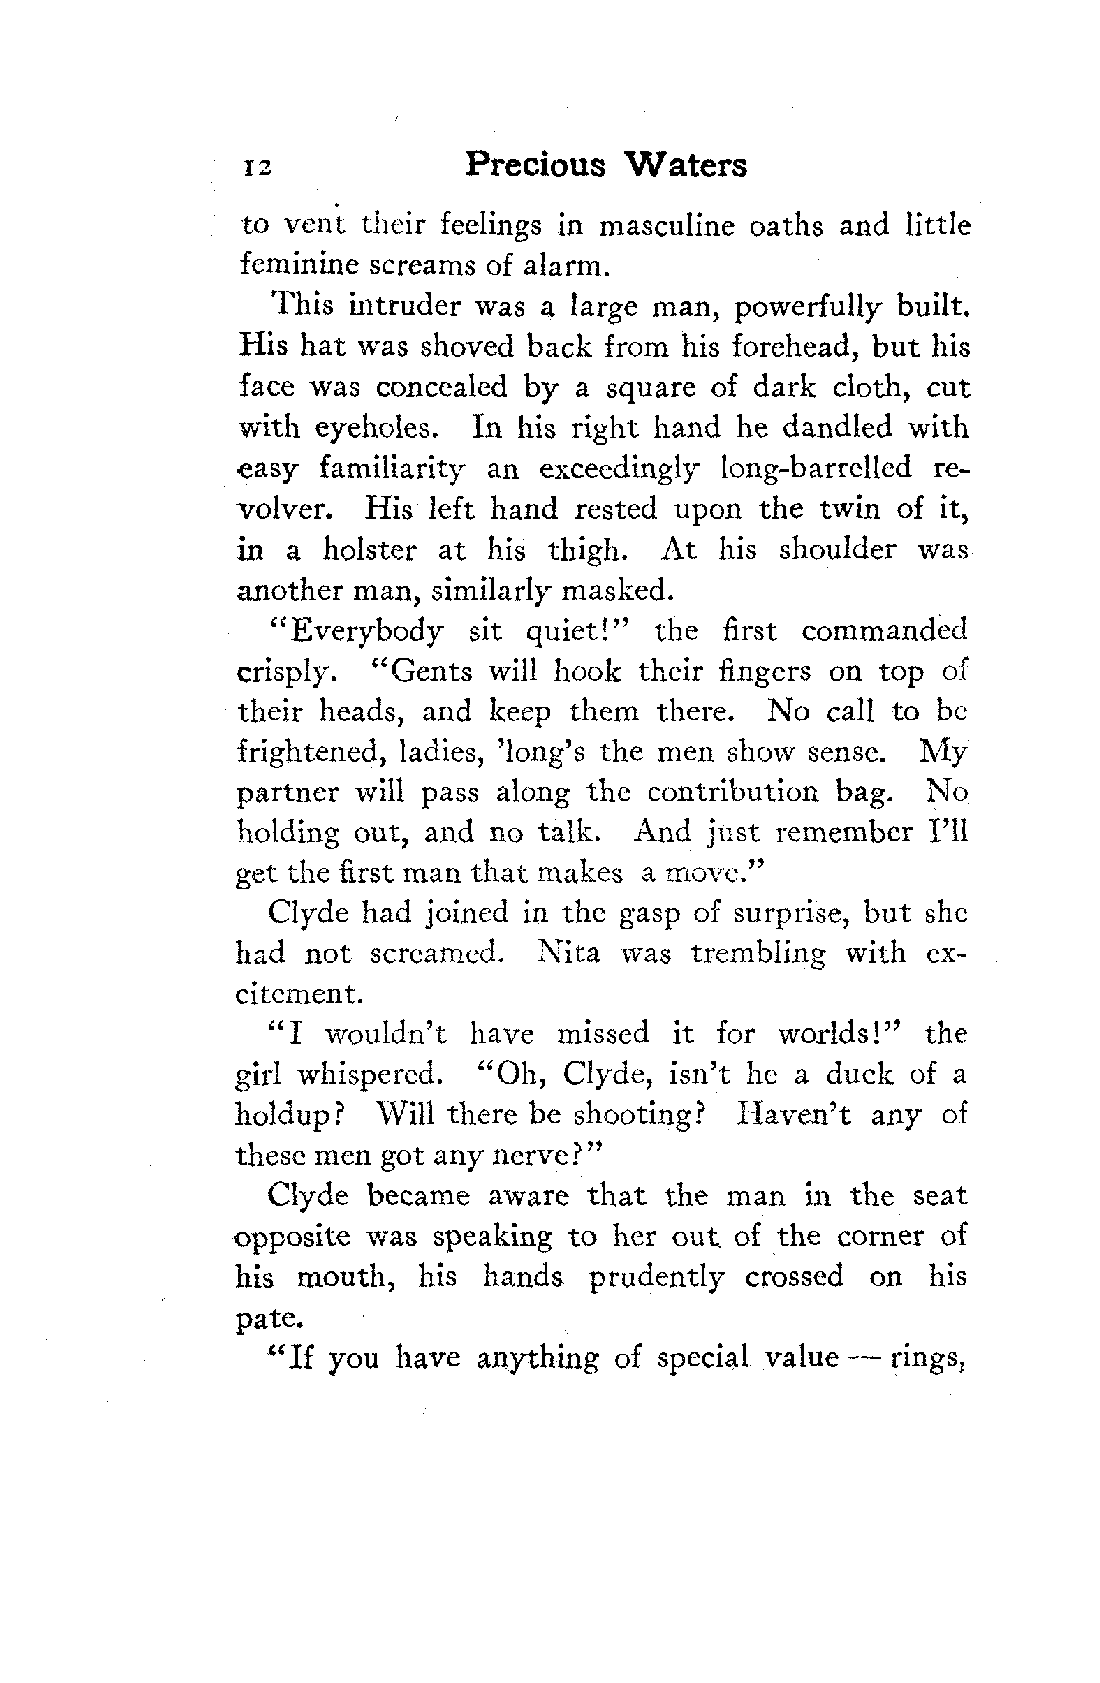 12 Precious Waters
to vent their feelings in masculine oaths and little
feminine screams of alarm.
This intruder was a large man, powerfully built.
His hat was shoved back from his forehead, but his
face was concealed by a square of dark cloth, cut
with eyeholes. In his right hand he dandled with
easy familiarity an exceedingly long-barrelled re-
volver. His left hand rested upon the twin of it,
in a holster at his thigh. At his shoulder was
another man, similarly masked.
"Everybody sit quiet!" the first commanded
crisply. "Gents will hook their fingers on top of
their heads, and keep them there. No call to be
frightened, ladies, 'long's the men show sense. My
partner will pass along the contribution bag. No
holding out, and no talk. And just remember I'll
get the first man that makes a move."
Clyde had joined in the gasp of surprise, but she
had not screamed. Nita was trembling with ex-
citement.
"I wouldn't have missed it for worlds!" the
girl whispered. "Oh, Clyde, isn't he a duck of a
holdup? Will there be shooting? Haven't any of
these men got any nerve?"
Clyde became aware that the man in the seat
opposite was speaking to her out of the corner of
his mouth, his hands prudently crossed on his
pate.
"If you have anything of special value — rings,